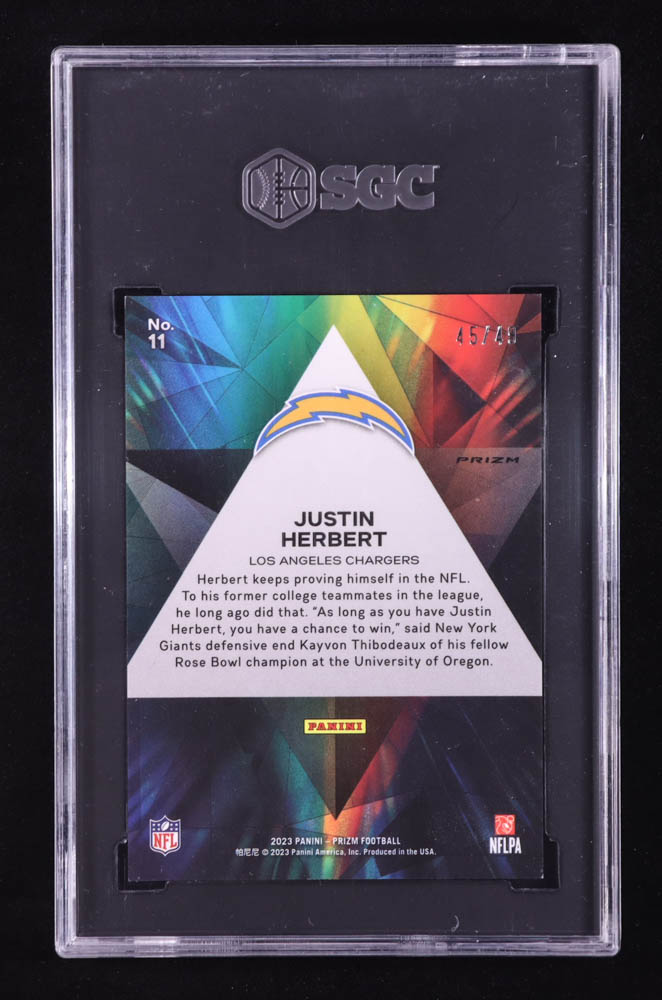 SGC
No.
11
45/49
PRIZM
JUSTIN
HERBERT
LOS ANGELES CHARGERS
Herbert keeps proving himself in the NFL.
To his former college teammates in the league,
he long ago did that. “As long as you have Justin
Herbert, you have a chance to win,” said New York
Giants defensive end Kayvon Thibodeaux of his fellow
Rose Bowl champion at the University of Oregon.
PANINI
NFL
NFLPA
2023 PANINI – PRIZM FOOTBALL
帕尼尼 © 2023 Panini America, Inc. Produced in the USA.